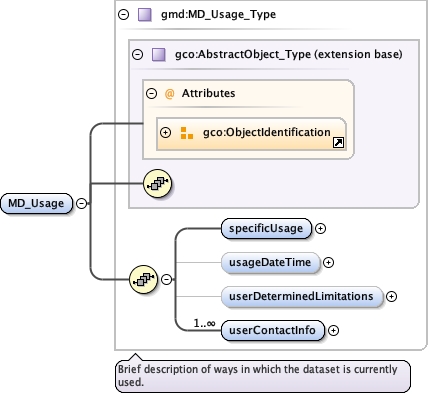 gmd:MD_Usage_Type
gco:AbstractObject_Type (extension base)
@ Attributes
gco:ObjectIdentification
MD_Usage
specificUsage
usageDateTime
userDeterminedLimitations
1..∞
userContactInfo
Brief description of ways in which the dataset is currently
used.